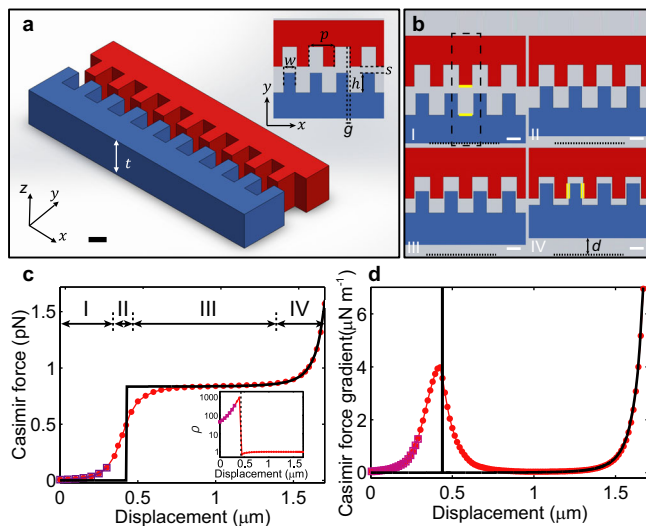 a
p
w
s
h
g
y
x
t
z
y
x
b
I
II
III
IV
d
c
Casimir force (pN)
1.5
1
0.5
0
I
II
III
IV
ρ
1000
100
10
1
0
0.5
1
1.5
Displacement (μm)
0
0.5
1
1.5
Displacement (μm)
d
Casimir force gradient(μN m⁻¹)
6
4
2
0
0
0.5
1
1.5
Displacement (μm)